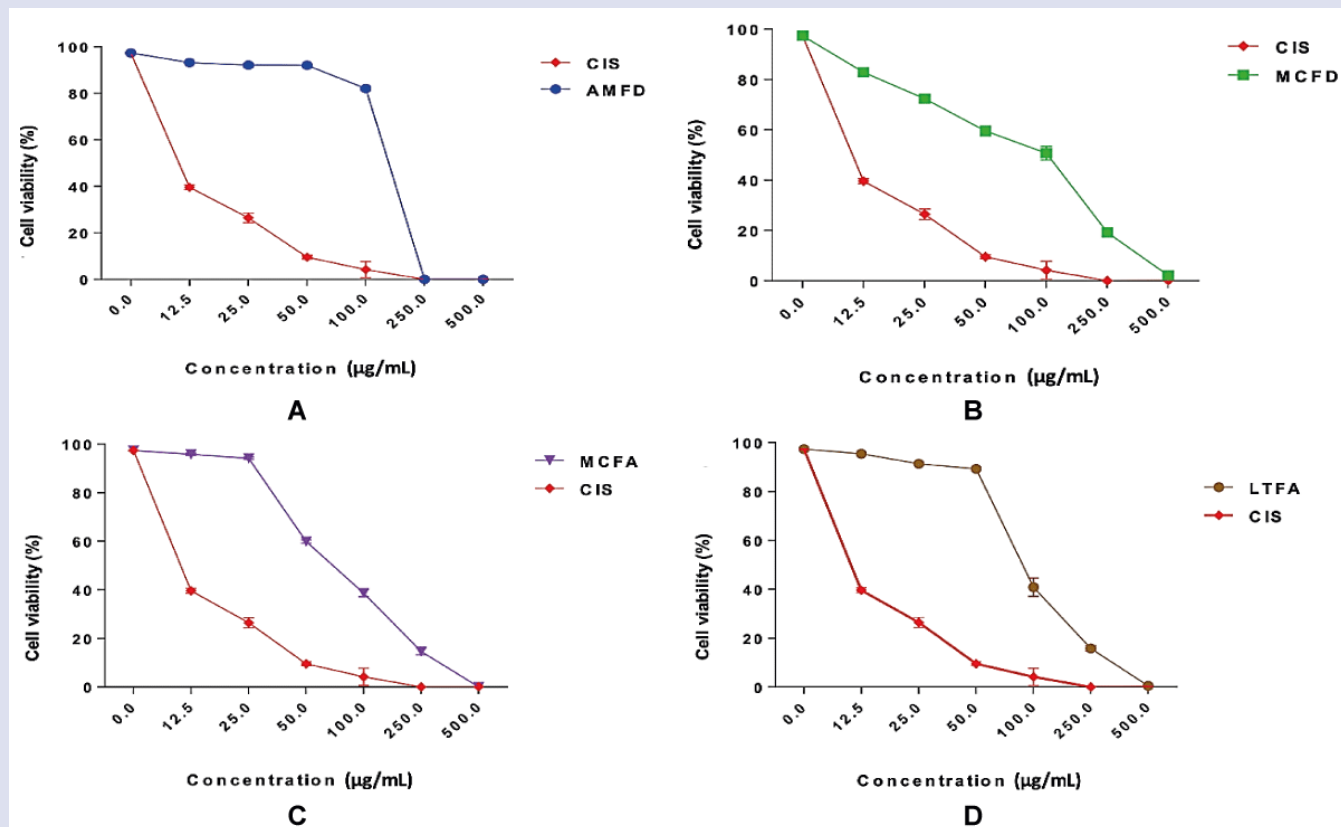 100
80
60
40
20
0
Cell viability (%)
0.0
12.5
25.0
50.0
100.0
250.0
500.0
Concentration (µg/mL)
CIS
AMFD
A
100
80
60
40
20
0
Cell viability (%)
0.0
12.5
25.0
50.0
100.0
250.0
500.0
Concentration (µg/mL)
CIS
MCFD
B
100
80
60
40
20
0
Cell viability (%)
0.0
12.5
25.0
50.0
100.0
250.0
500.0
Concentration (µg/mL)
MCFA
CIS
C
100
80
60
40
20
0
Cell viability (%)
0.0
12.5
25.0
50.0
100.0
250.0
500.0
Concentration (µg/mL)
LTFA
CIS
D